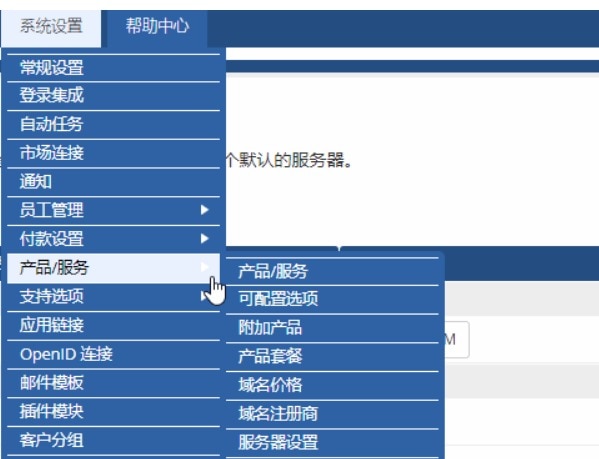 系统设置 帮助中心
常规设置
登录集成
自动任务
市场连接
个默认的服务器。
通知
员工管理
付款设置
产品/服务
支持选项
应用链接
OpenID 连接
邮件模板
插件模块
客户分组
产品/服务
可配置选项
附加产品
产品套餐
域名价格
域名注册商
服务器设置
M